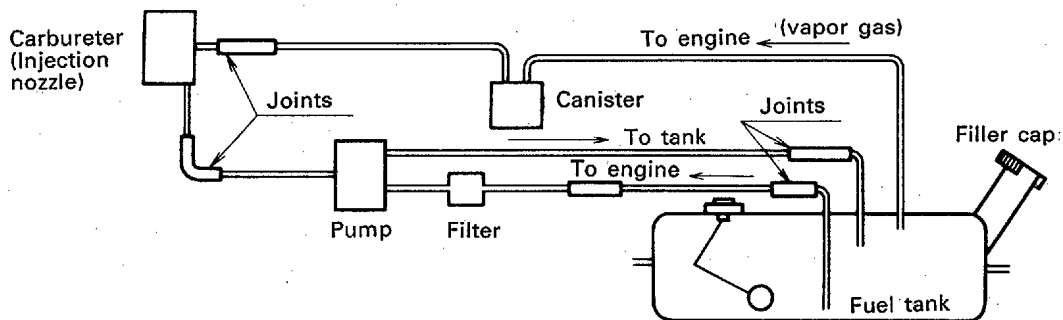 Carbureter
(Injection
nozzle)
To engine
(vapor gas)
Canister
Joints
Joints
To tank
To engine
Filler cap
Pump
Filter
Fuel tank